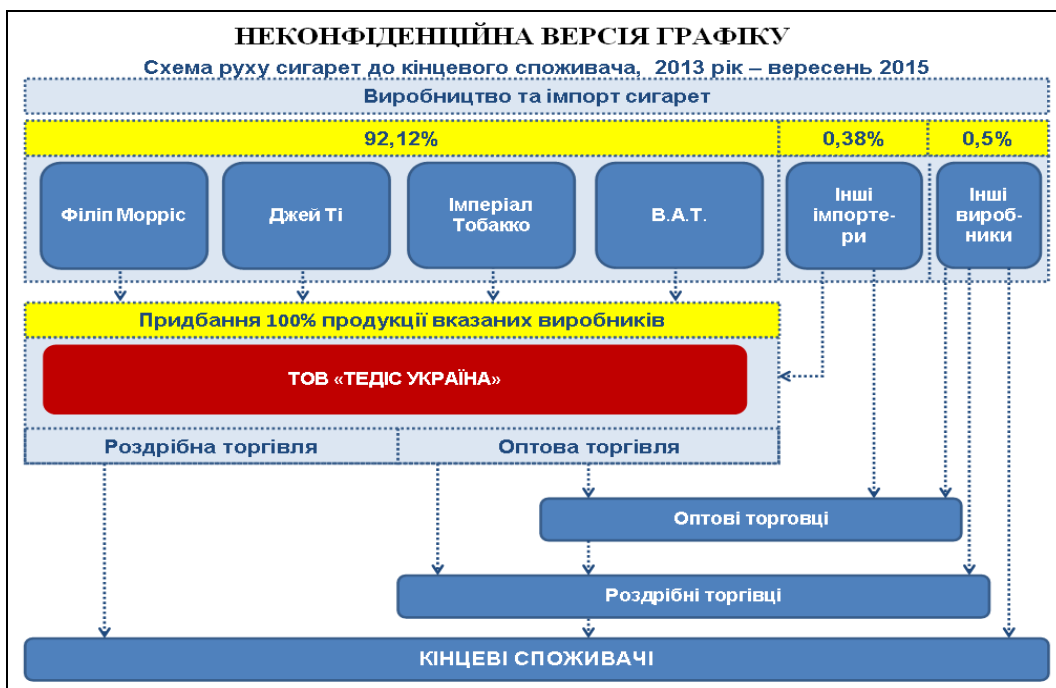 НЕКОНФІДЕНЦІЙНА ВЕРСІЯ ГРАФІКУ
Схема руху сигарет до кінцевого споживача, 2013 рік – вересень 2015
Виробництво та імпорт сигарет
92,12%
0,38%
0,5%
Філіп Морріс
Джей Ті
Імперіал
Тобакко
В.А.Т.
Інші
імпорте-
ри
Інші
вироб-
ники
Придбання 100% продукції вказаних виробників
ТОВ «ТЕДІС УКРАЇНА»
Роздрібна торгівля
Оптова торгівля
Оптові торговці
Роздрібні торгівці
КІНЦЕВІ СПОЖИВАЧІ